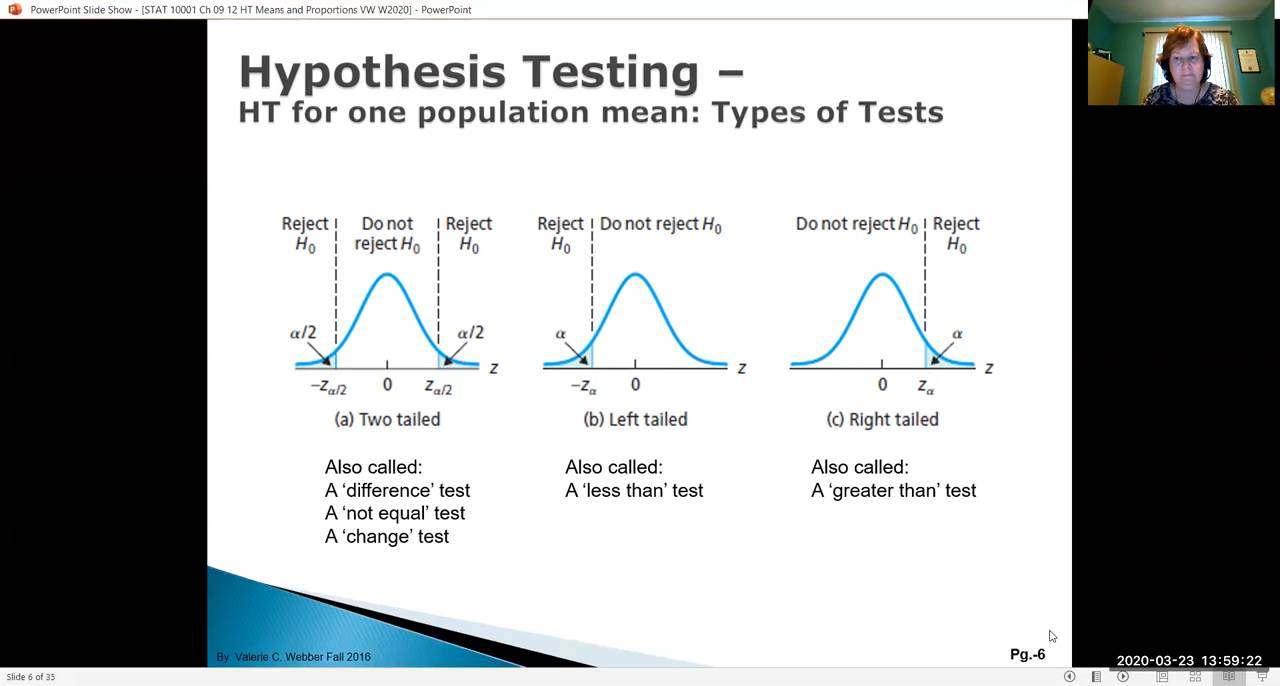 PowerPoint Slide Show - [STAT 10001 Ch 09 12 HT Means and Proportions VW W2020] - PowerPoint
Hypothesis Testing –
HT for one population mean: Types of Tests
Reject H₀
Do not reject H₀
Reject H₀
α/2
α/2
−zα/2
0
zα/2
z
(a) Two tailed
Also called:
A ‘difference’ test
A ‘not equal’ test
A ‘change’ test
Reject H₀
Do not reject H₀
α
−zα
0
z
(b) Left tailed
Also called:
A ‘less than’ test
Do not reject H₀
Reject H₀
α
0
zα
z
(c) Right tailed
Also called:
A ‘greater than’ test
By: Valerie C. Webber Fall 2016
Pg.-6
2020-03-23 13:59:22
Slide 6 of 35